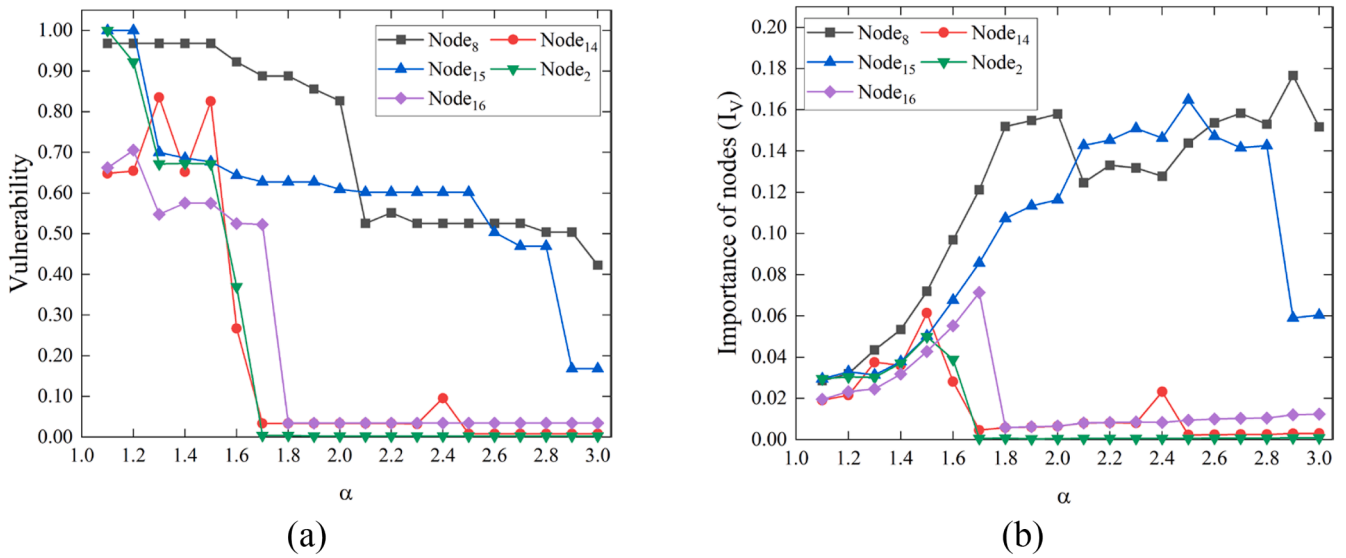 1.00
0.90
0.80
0.70
0.60
0.50
0.40
0.30
0.20
0.10
0.00
Vulnerability
Node8 Node14
Node15 Node2
Node16
1.0 1.2 1.4 1.6 1.8 2.0 2.2 2.4 2.6 2.8 3.0
α
(a)
0.20
0.18
0.16
0.14
0.12
0.10
0.08
0.06
0.04
0.02
0.00
Importance of nodes (IV)
Node8 Node14
Node15 Node2
Node16
1.0 1.2 1.4 1.6 1.8 2.0 2.2 2.4 2.6 2.8 3.0
α
(b)